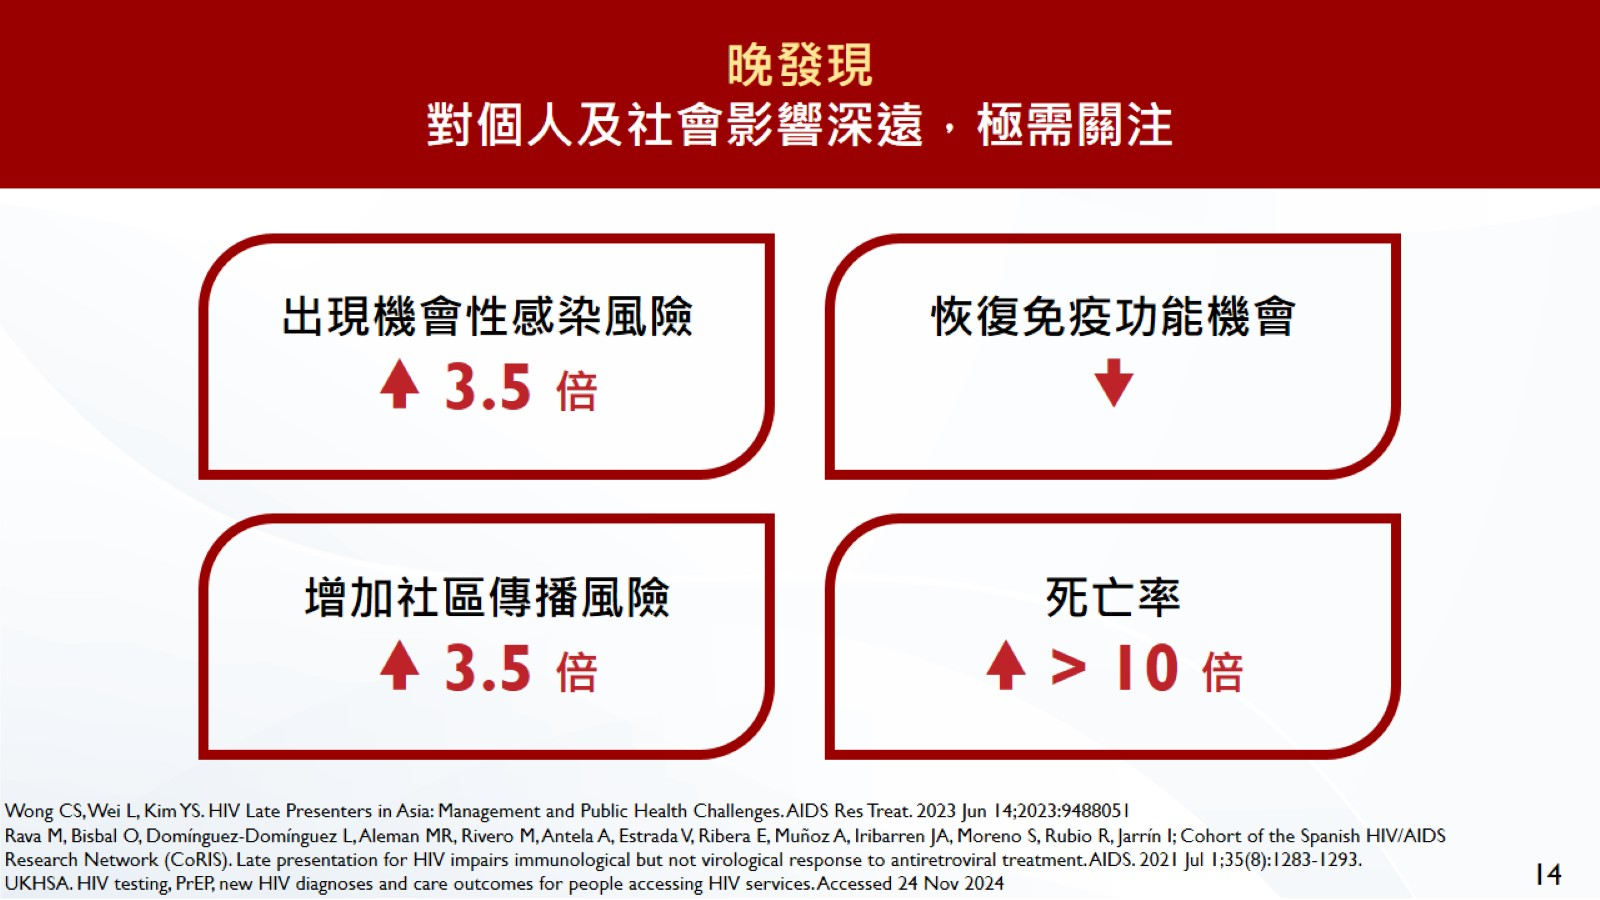 晚發現
對個人及社會影響深遠，極需關注
出現機會性感染風險
3.5 倍
恢復免疫功能機會
增加社區傳播風險
3.5 倍
死亡率
> 10 倍
Wong CS, Wei L, Kim YS. HIV Late Presenters in Asia: Management and Public Health Challenges. AIDS Res Treat. 2023 Jun 14;2023:9488051
Rava M, Bisbal O, Domínguez-Domínguez L, Aleman MR, Rivero M, Antela A, Estrada V, Ribera E, Muñoz A, Iribarren JA, Moreno S, Rubio R, Jarrín I; Cohort of the Spanish HIV/AIDS
Research Network (CoRIS). Late presentation for HIV impairs immunological but not virological response to antiretroviral treatment. AIDS. 2021 Jul 1;35(8):1283-1293.
UKHSA. HIV testing, PrEP, new HIV diagnoses and care outcomes for people accessing HIV services. Accessed 24 Nov 2024
14